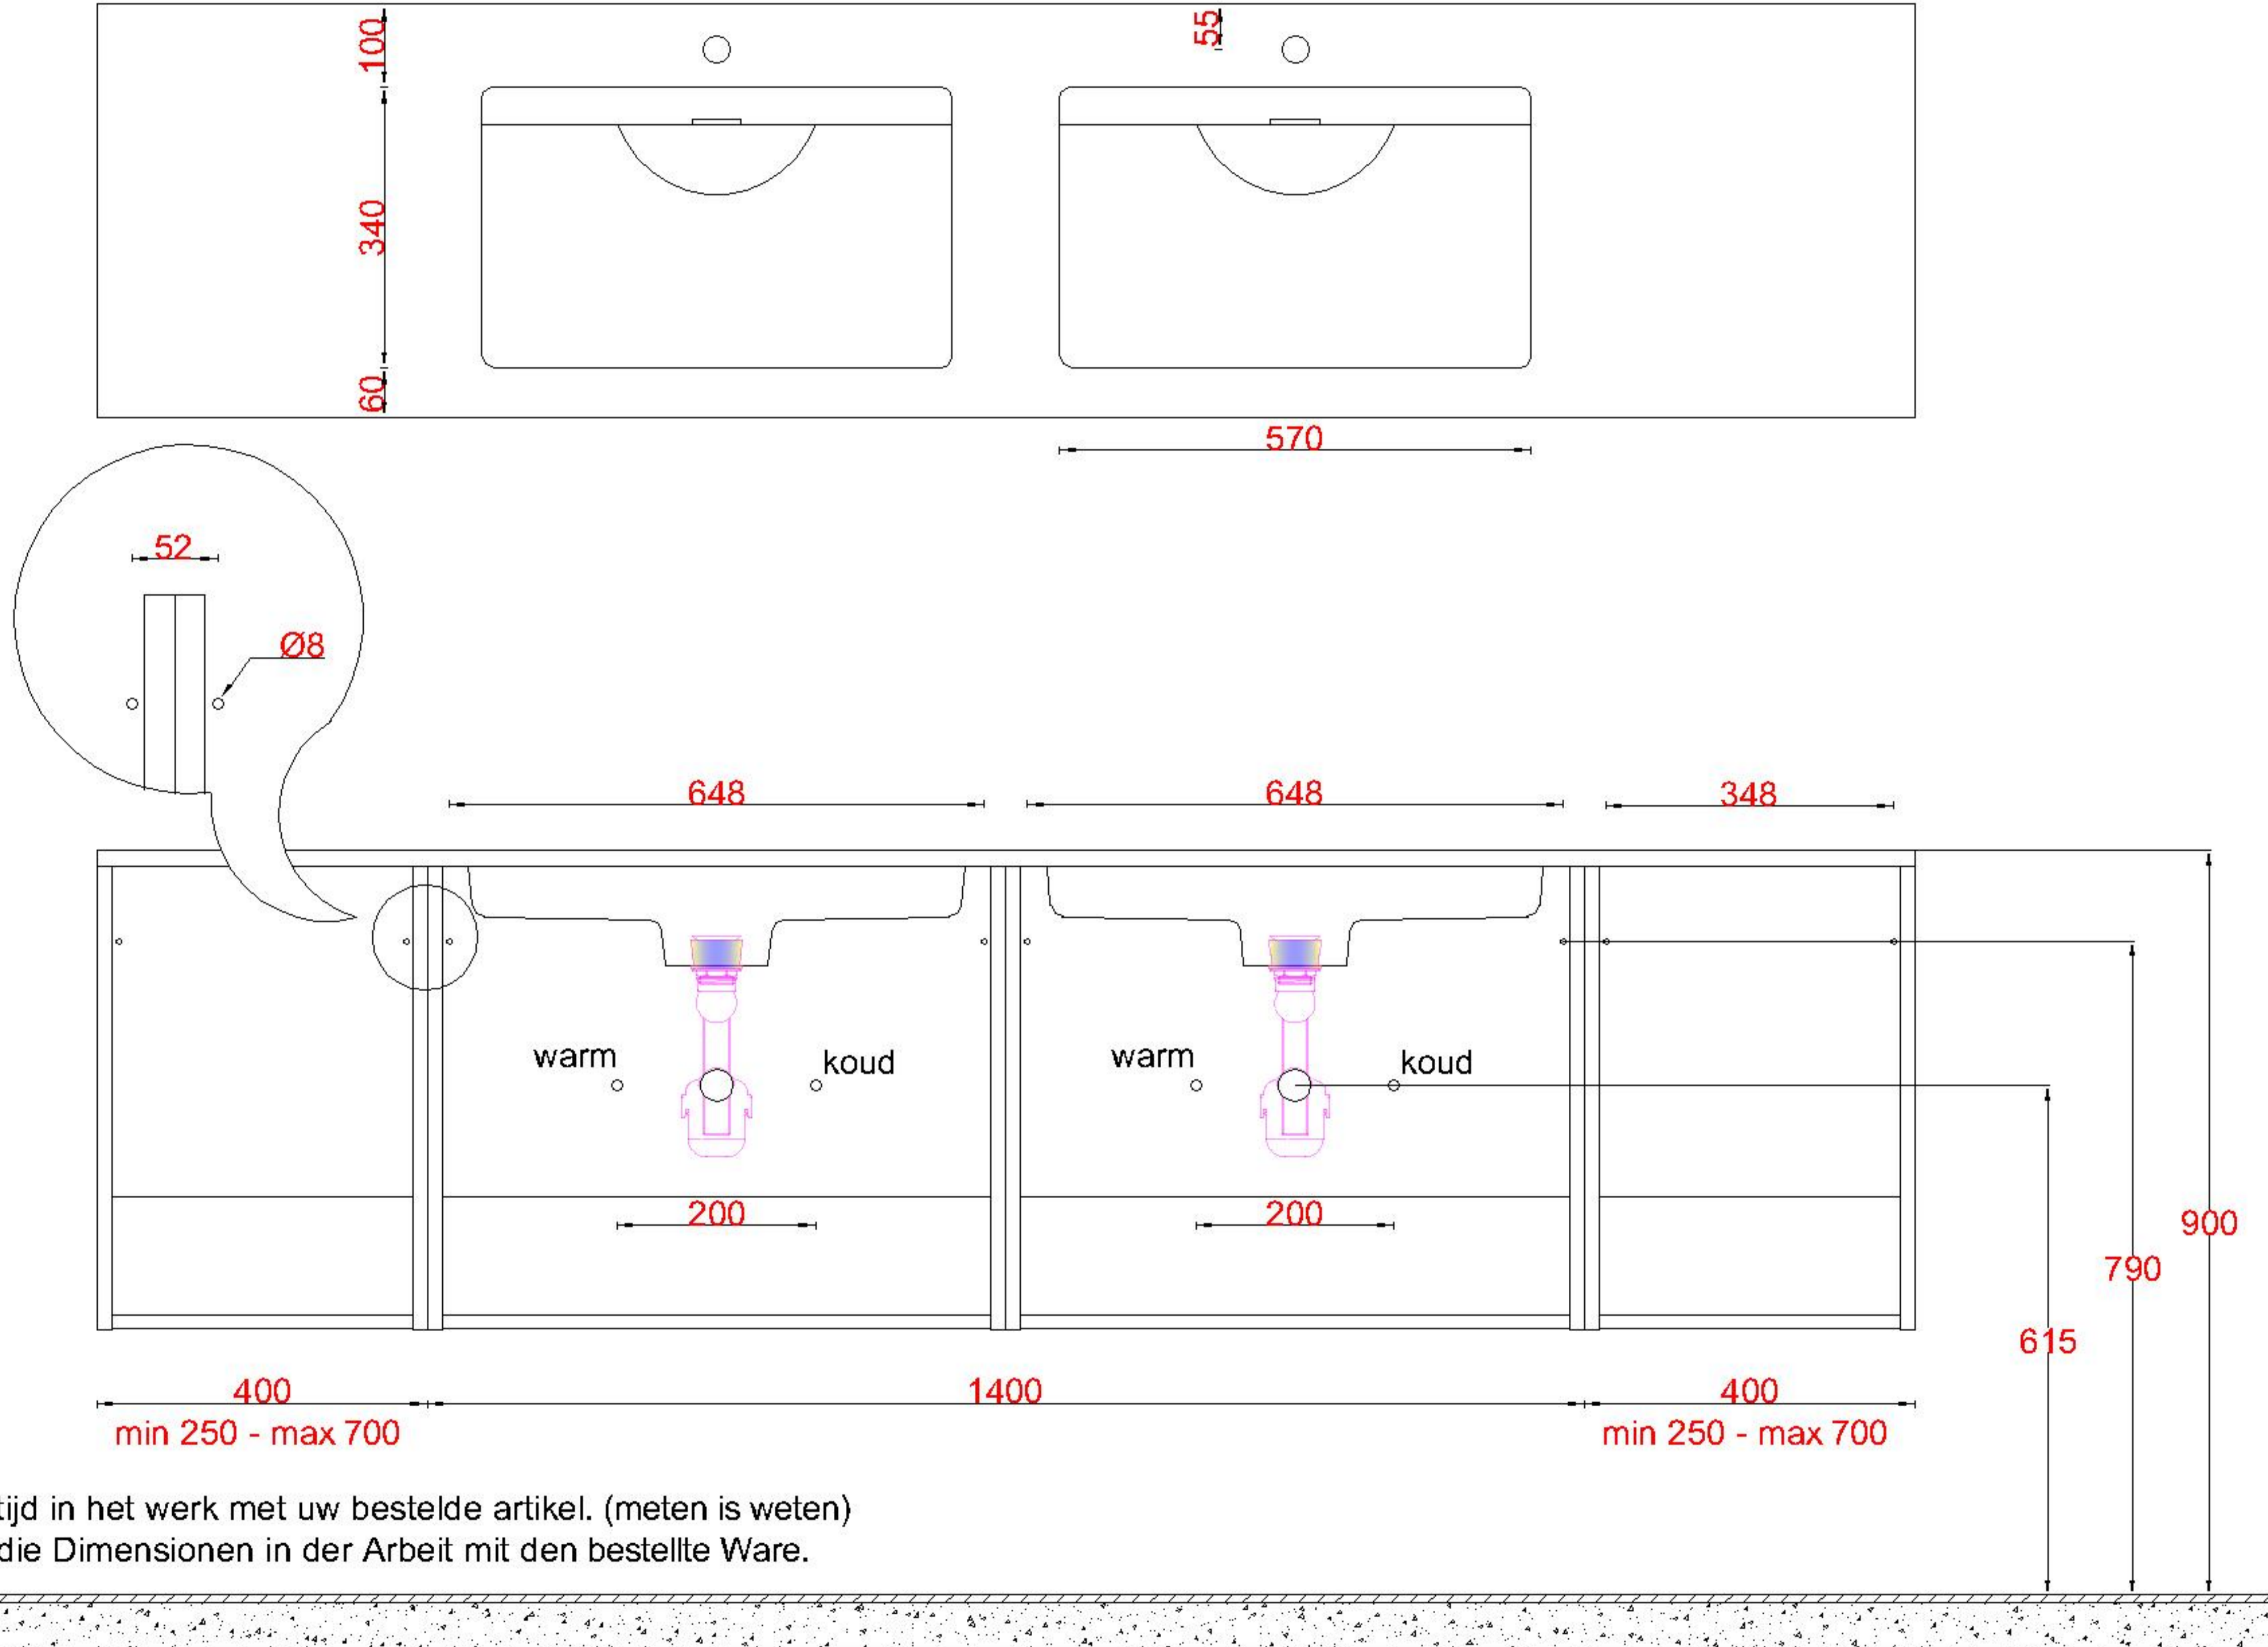 100
55
340
60
570
52
Ø8
648
648
348
warm
koud
warm
koud
200
200
900
790
615
400
1400
400
min 250 - max 700
min 250 - max 700
in het werk met uw bestelde artikel. (meten is weten)
die Dimensionen in der Arbeit mit den bestellte Ware.